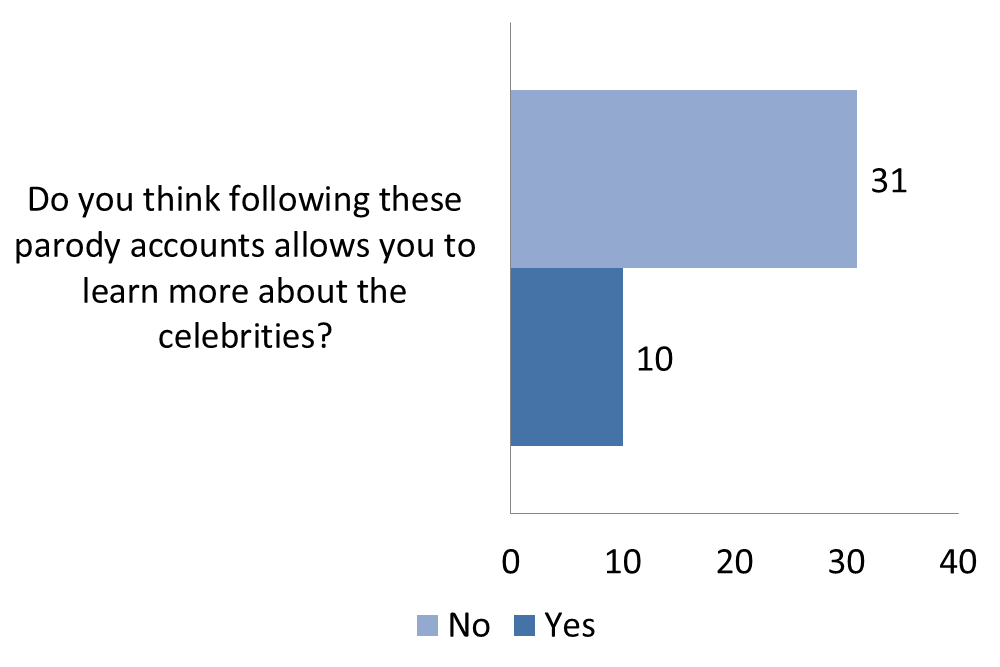 Do you think following these
parody accounts allows you to
learn more about the
celebrities?
31
10
0 10 20 30 40
No Yes